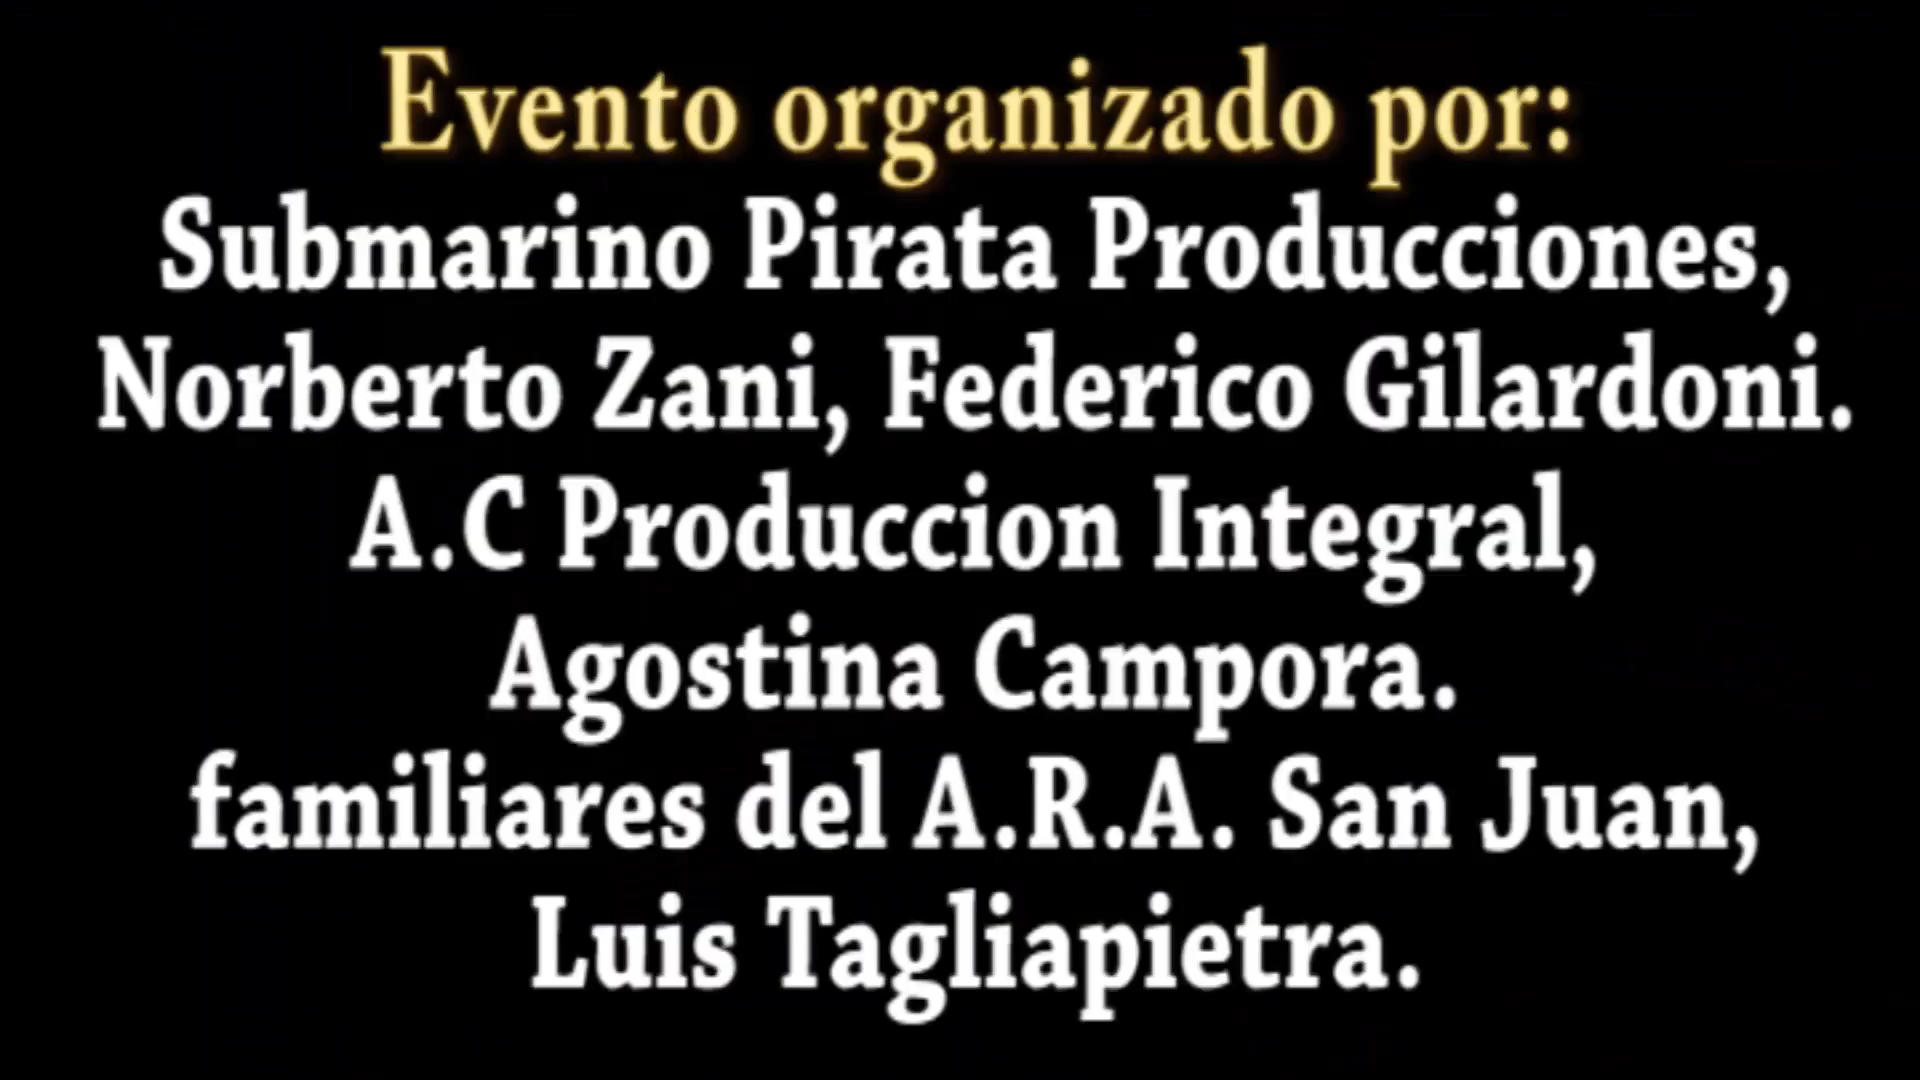 Evento organizado por:
Submarino Pirata Producciones,
Norberto Zani, Federico Gilardoni.
A.C Produccion Integral,
Agostina Campora.
familiares del A.R.A. San Juan,
Luis Tagliapietra.